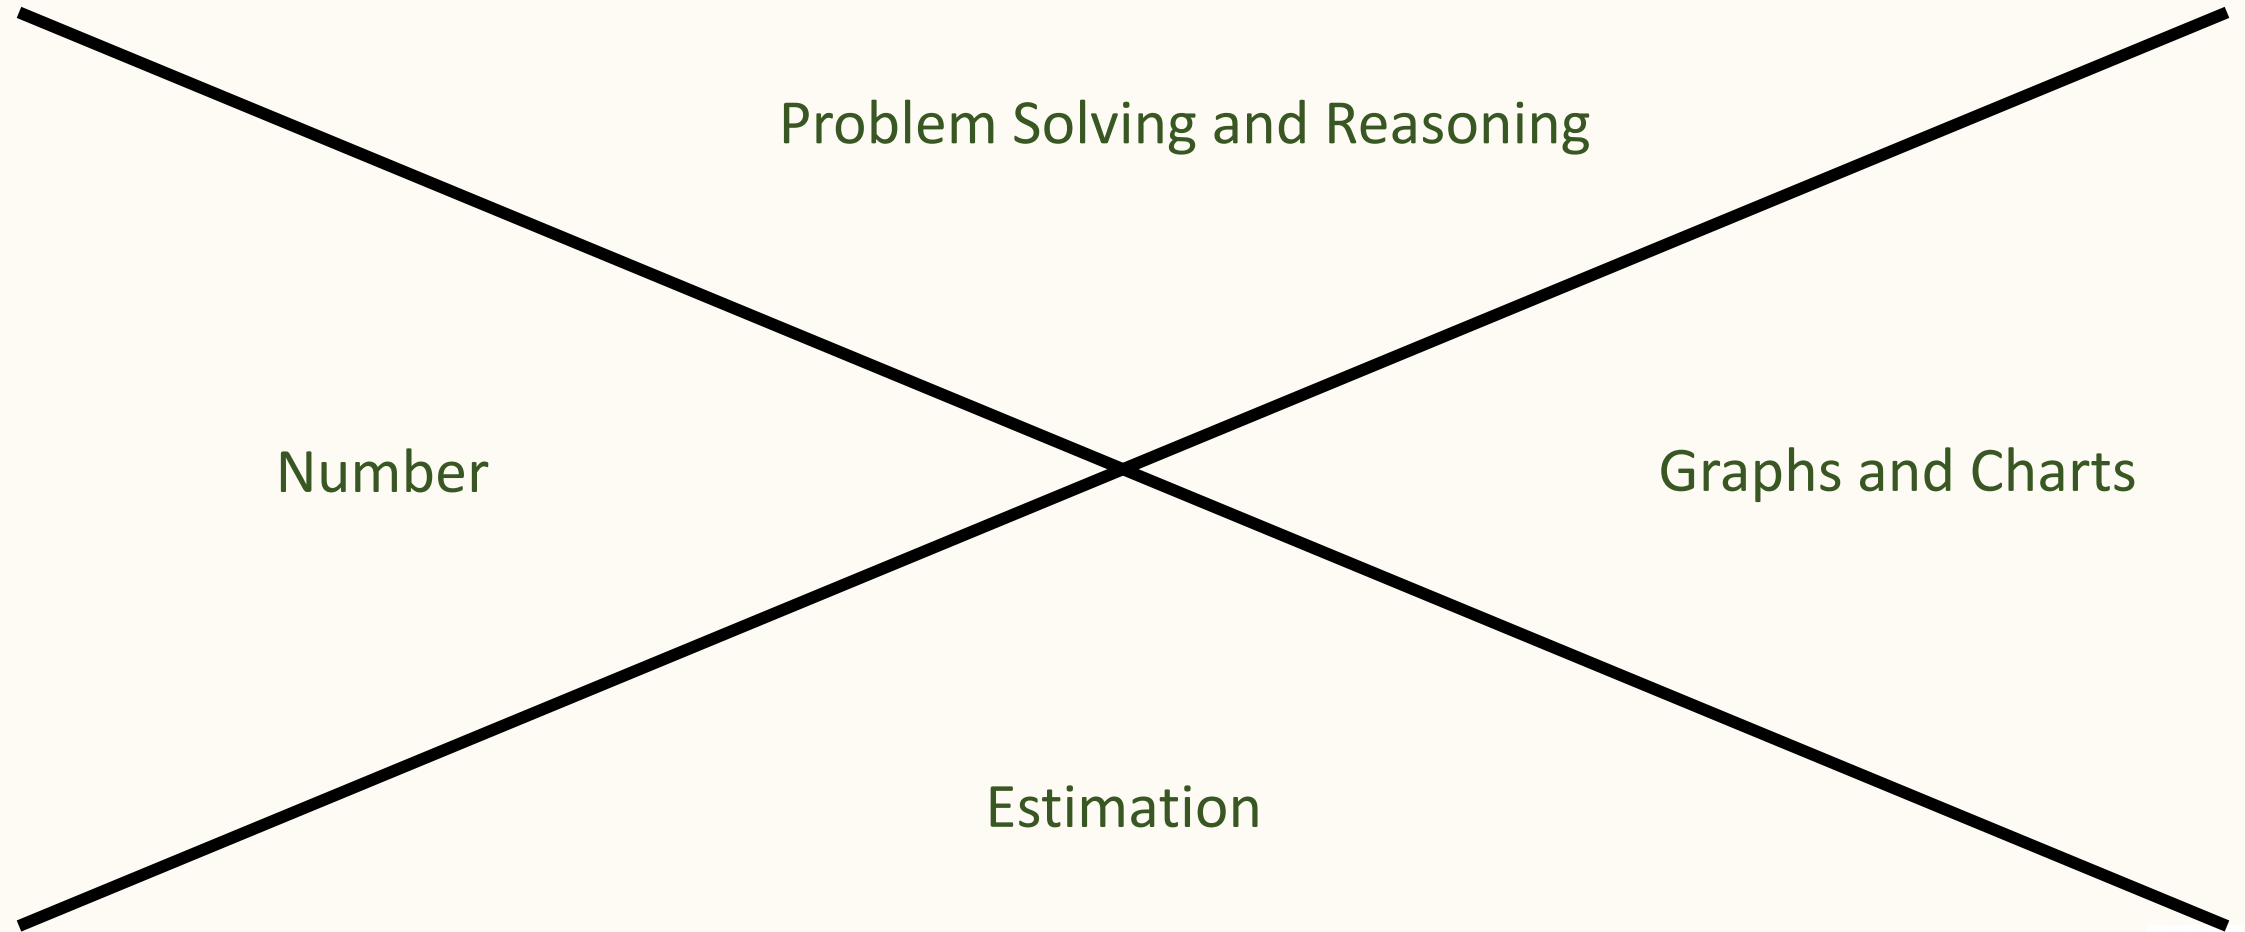 Problem Solving and Reasoning
Number
Graphs and Charts
Estimation